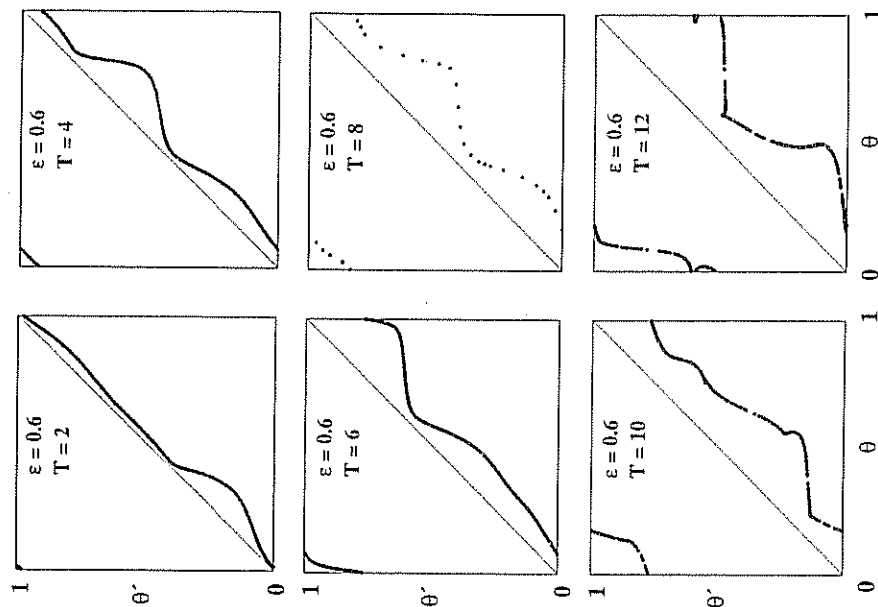 1
ε = 0.6
T = 2
ε = 0.6
T = 4
θ´
0
1
ε = 0.6
T = 6
ε = 0.6
T = 8
θ´
0
1
ε = 0.6
T = 10
ε = 0.6
T = 12
θ´
0
0 θ 1
0 θ 1